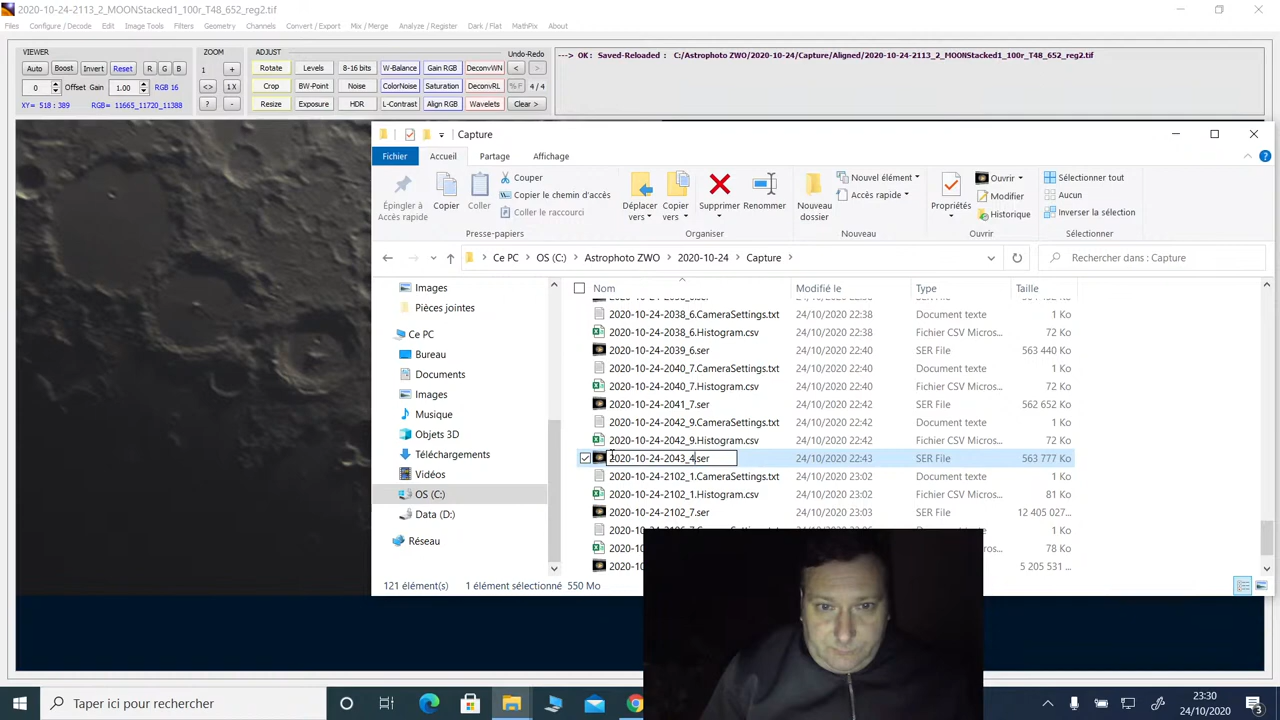 2020-10-24-2113_2_MOONStacked1_100r_T48_652_reg2.tif
Files Configure / Decode Edit Image Tools Filters Geometry Channels Convert / Export Mix / Merge Analyze / Registering Dark / Flat MathPix About
VIEWER ZOOM ADJUST Undo-Redo
Auto Boost Invert Reset R G B 1 + Rotate Levels 8-16 bits W-Balance Gain RGB DeconvWN < >
0 Offset Gain 1.00 RGB 16 <> 1X Crop BW-Point Noise ColorNoise Saturation DeconvRL % F 4 / 4
XY= 518 : 389 RGB= 11665_11720_11388 ? - Resize Exposure HDR L-Contrast Align RGB Wavelets Clear >
---> OK: Saved-Reloaded : C:/Astrophoto ZWO/2020-10-24/Capture/Aligned/2020-10-24-2113_2_MOONStacked1_100r_T48_652_reg2.tif
Capture
Fichier Accueil Partage Affichage
Épingler à Accès rapide
Copier
Coller
Couper
Copier le chemin d'accès
Coller le raccourci
Presse-papiers
Déplacer vers
Copier vers
Supprimer
Renommer
Organiser
Nouveau dossier
Nouvel élément
Accès rapide
Nouveau
Propriétés
Ouvrir
Modifier
Historique
Ouvrir
Sélectionner tout
Aucun
Inverser la sélection
Sélectionner
Ce PC > OS (C:) > Astrophoto ZWO > 2020-10-24 > Capture >
Rechercher dans : Capture
Images
Pièces jointes
Ce PC
Bureau
Documents
Images
Musique
Objets 3D
Téléchargements
Vidéos
OS (C:)
Data (D:)
Réseau
Nom Modifié le Type Taille
2020-10-24-2038_6.CameraSettings.txt 24/10/2020 22:38 Document texte 1 Ko
2020-10-24-2038_6.Histogram.csv 24/10/2020 22:38 Fichier CSV Micros... 72 Ko
2020-10-24-2039_6.ser 24/10/2020 22:40 SER File 563 440 Ko
2020-10-24-2040_7.CameraSettings.txt 24/10/2020 22:40 Document texte 1 Ko
2020-10-24-2040_7.Histogram.csv 24/10/2020 22:40 Fichier CSV Micros... 72 Ko
2020-10-24-2041_7.ser 24/10/2020 22:42 SER File 562 652 Ko
2020-10-24-2042_9.CameraSettings.txt 24/10/2020 22:42 Document texte 1 Ko
2020-10-24-2042_9.Histogram.csv 24/10/2020 22:42 Fichier CSV Micros... 72 Ko
2020-10-24-2043_4.ser 24/10/2020 22:43 SER File 563 777 Ko
2020-10-24-2102_1.CameraSettings.txt 24/10/2020 23:02 Document texte 1 Ko
2020-10-24-2102_1.Histogram.csv 24/10/2020 23:02 Fichier CSV Micros... 81 Ko
2020-10-24-2102_7.ser 24/10/2020 23:03 SER File 12 405 027...
1 Ko
78 Ko
5 205 531 ...
121 élément(s) 1 élément sélectionné 550 Mo
Taper ici pour rechercher
23:30
24/10/2020
3